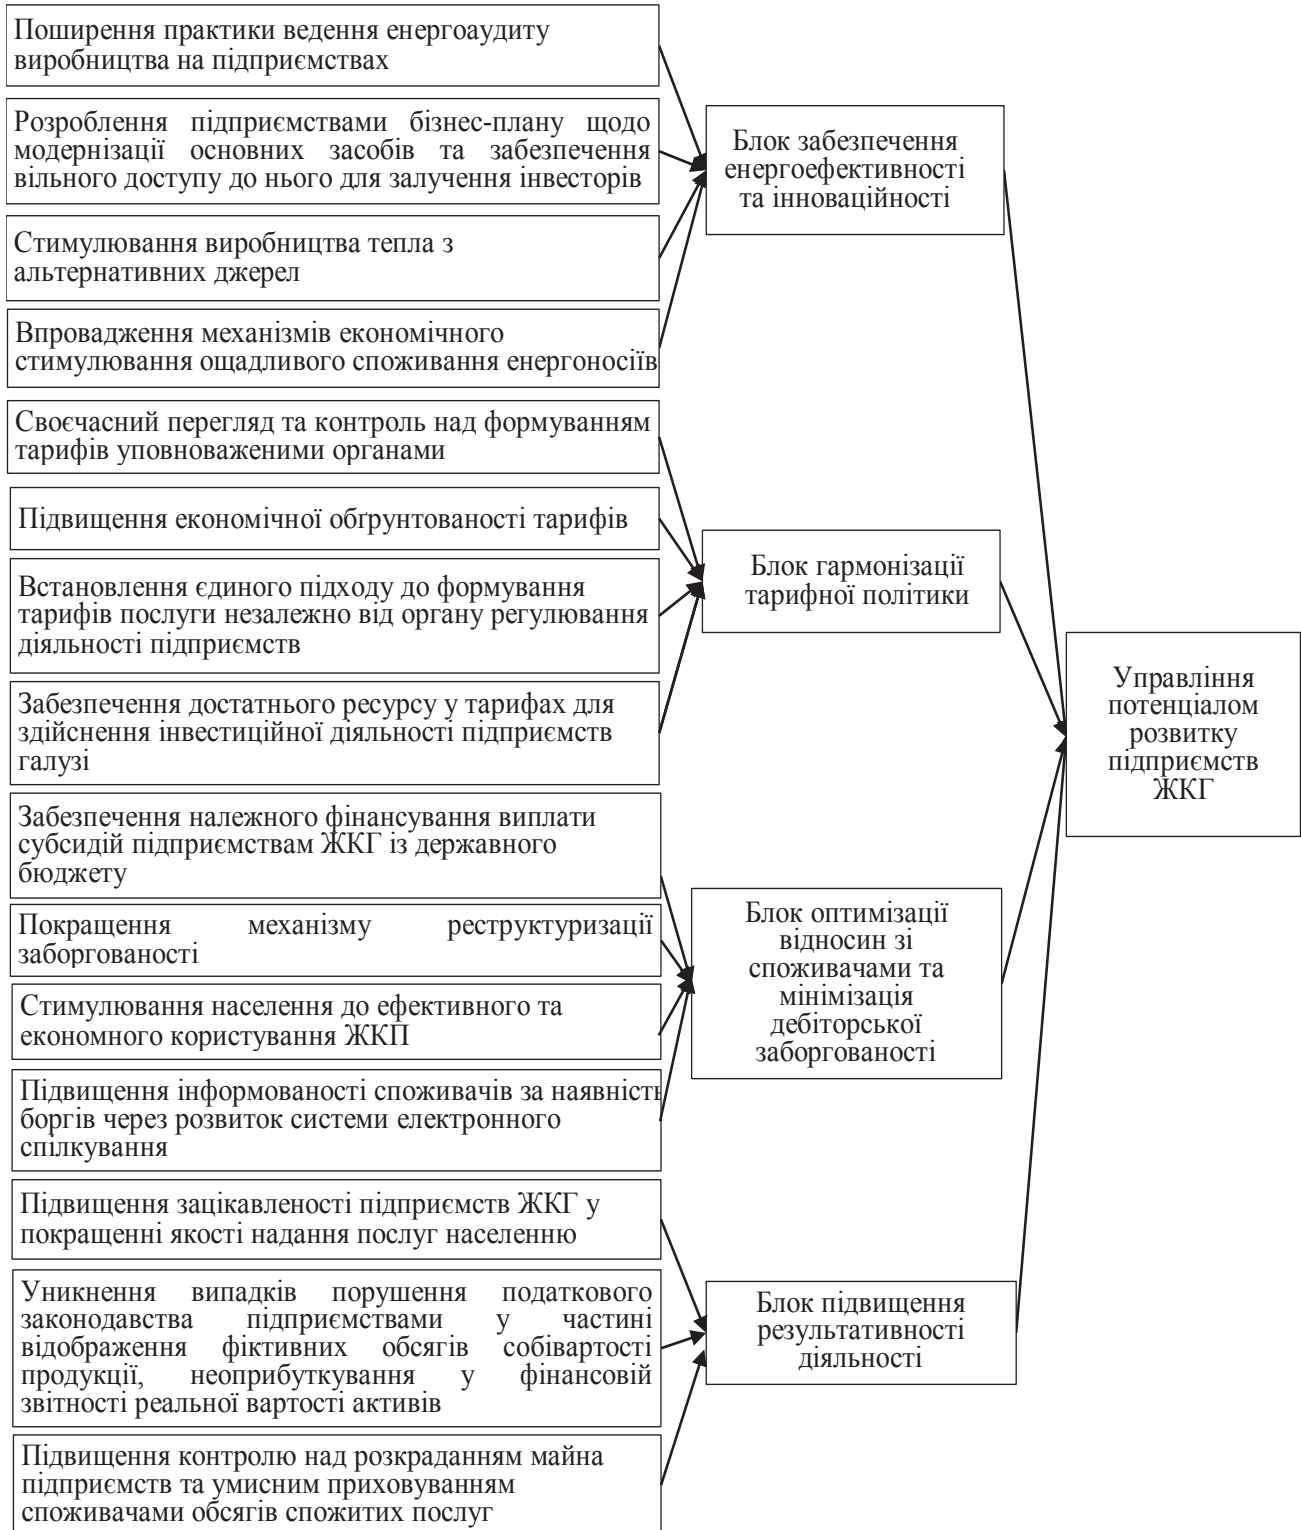 Поширення практики ведення енергоаудиту
виробництва на підприємствах
Розроблення підприємствами бізнес-плану щодо
модернізації основних засобів та забезпечення
вільного доступу до нього для залучення інвесторів
Стимулювання виробництва тепла з
альтернативних джерел
Впровадження механізмів економічного
стимулювання ощадливого споживання енергоносіїв
Блок забезпечення
енергоефективності
та інноваційності
Своєчасний перегляд та контроль над формуванням
тарифів уповноваженими органами
Підвищення економічної обґрунтованості тарифів
Встановлення єдиного підходу до формування
тарифів послуги незалежно від органу регулювання
діяльності підприємств
Забезпечення достатнього ресурсу у тарифах для
здійснення інвестиційної діяльності підприємств
галузі
Блок гармонізації
тарифної політики
Забезпечення належного фінансування виплати
субсидій підприємствам ЖКГ із державного
бюджету
Покращення механізму реструктуризації
заборгованості
Стимулювання населення до ефективного та
економного користування ЖКП
Підвищення інформованості споживачів за наявність
боргів через розвиток системи електронного
спілкування
Блок оптимізації
відносин зі
споживачами та
мінімізація
дебіторської
заборгованості
Підвищення зацікавленості підприємств ЖКГ у
покращенні якості надання послуг населенню
Уникнення випадків порушення податкового
законодавства підприємствами у частині
відображення фіктивних обсягів собівартості
продукції, неоприбуткування у фінансовій
звітності реальної вартості активів
Підвищення контролю над розкраданням майна
підприємств та умисним приховуванням
споживачами обсягів спожитих послуг
Блок підвищення
результативності
діяльності
Управління
потенціалом
розвитку
підприємств
ЖКГ